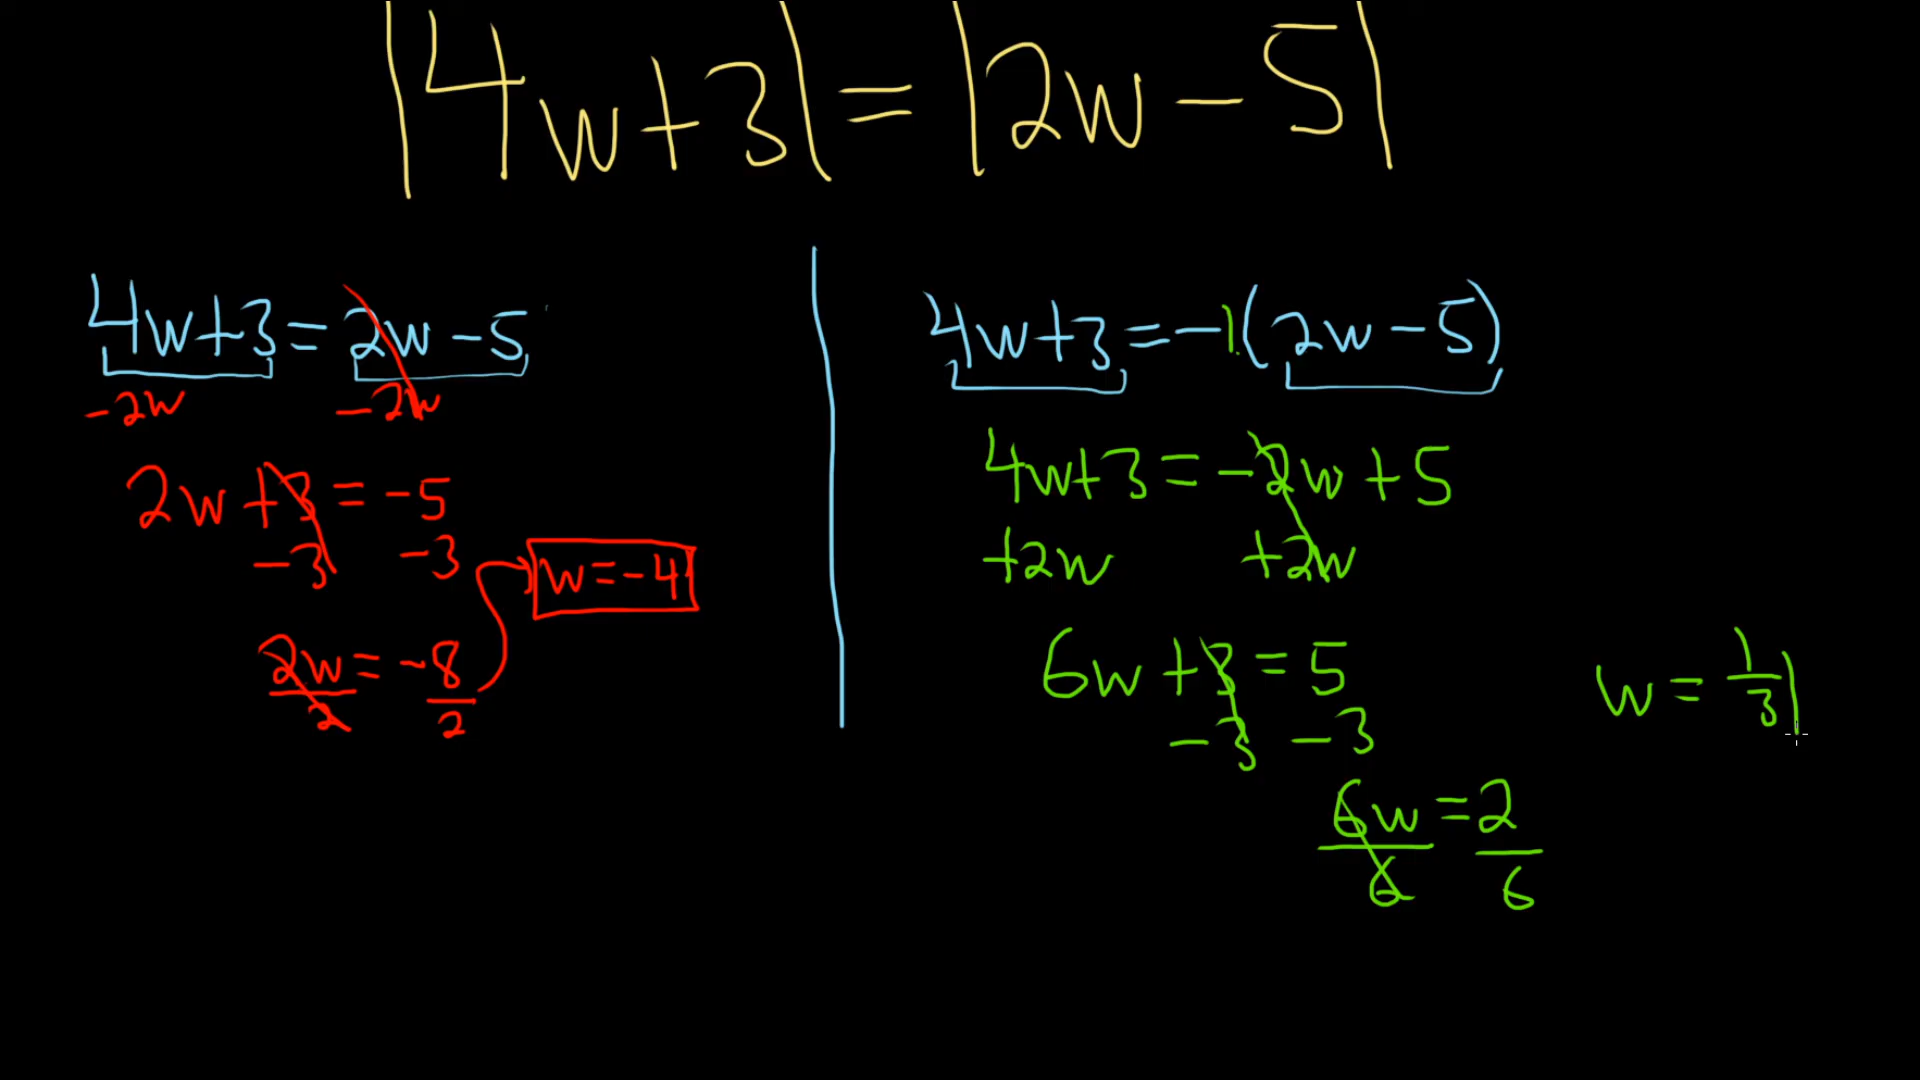 |4w+3|=|2w-5|
4w+3=2w-5
-2w -2w
2w+3=-5
-3 -3
2w=-8
2 2
w=-4
4w+3=-1(2w-5)
4w+3=-2w+5
+2w +2w
6w+3=5
-3 -3
6w=2
6 6
w=1/3